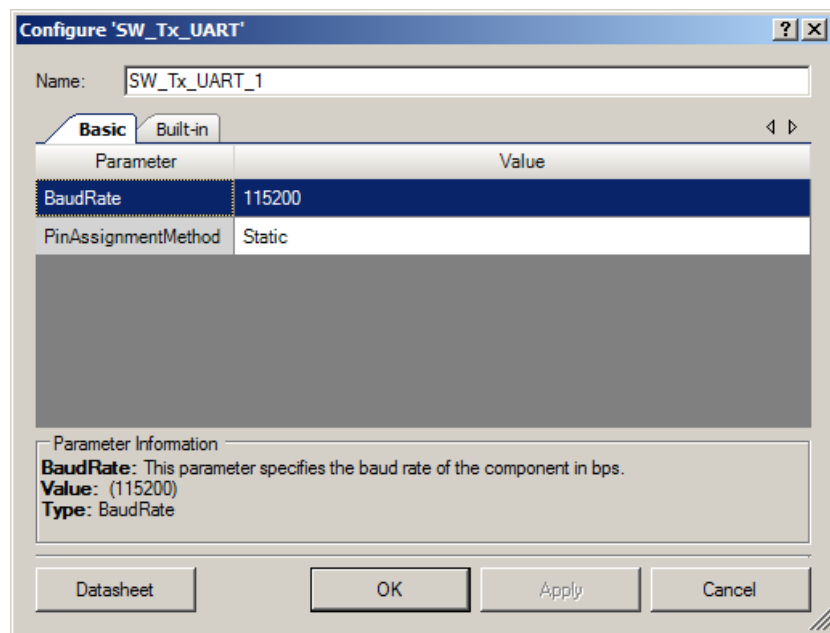 Configure 'SW_Tx_UART'
Name: SW_Tx_UART_1
Basic Built-in
Parameter Value
BaudRate 115200
PinAssignmentMethod Static
Parameter Information
BaudRate: This parameter specifies the baud rate of the component in bps.
Value: (115200)
Type: BaudRate
Datasheet OK Apply Cancel